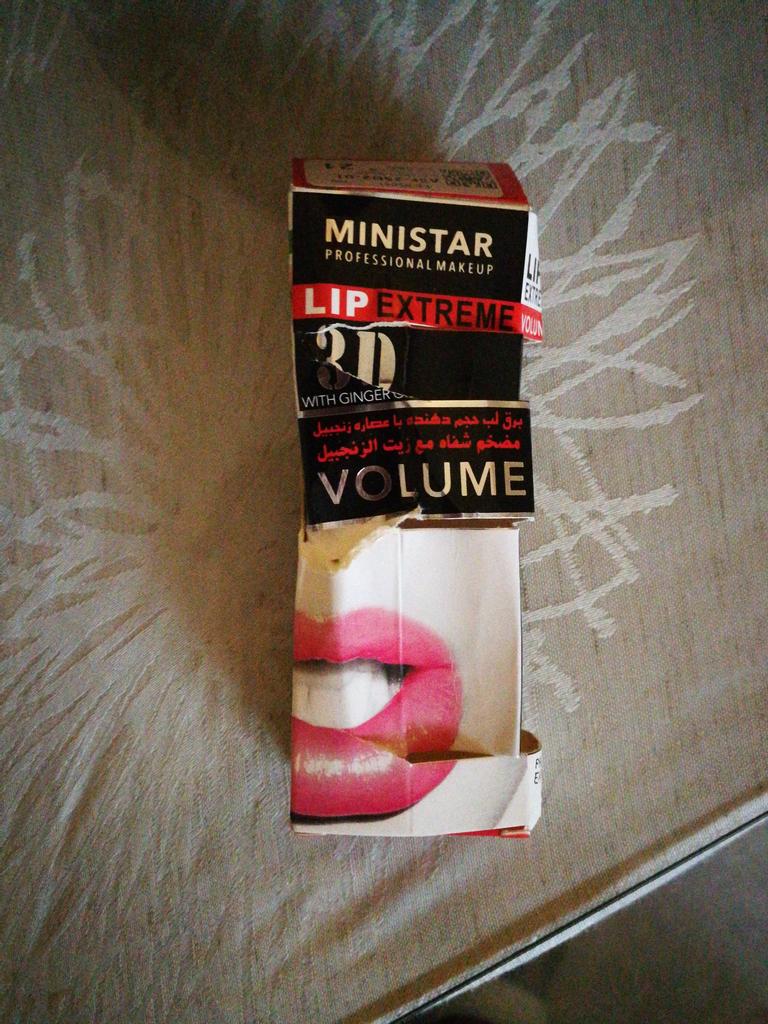 MINISTAR
PROFESSIONAL MAKEUP
LIP EXTREME
3D
WITH GINGER
برق لب حجم دهنده با عصاره زنجبیل
مضخم شفاه مع زيت الزنجبيل
VOLUME
21